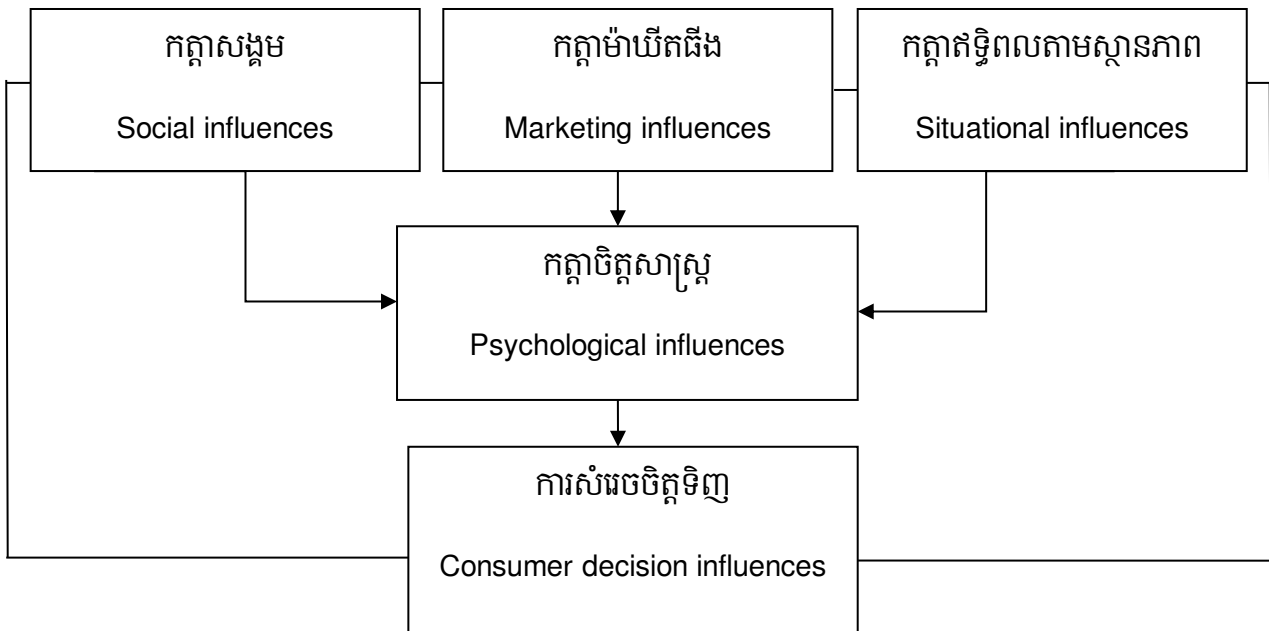 កត្តាសង្គម
Social influences
កត្តាម៉ាឃីតធីង
Marketing influences
កត្តាឥទ្ធិពលតាមស្ថានភាព
Situational influences
កត្តាចិត្តសាស្ត្រ
Psychological influences
ការសំរេចចិត្តទិញ
Consumer decision influences